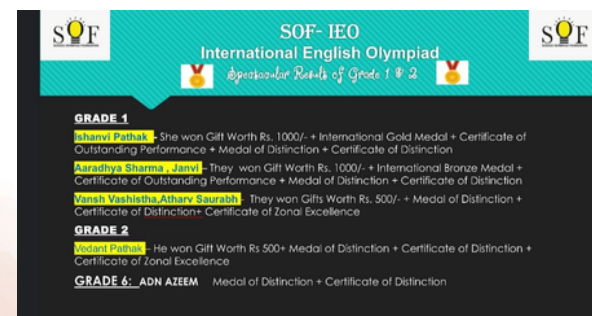 SOF
SOF- IEO
SOF
International English Olympiad
Spectacular Result of Grade 1 & 2
GRADE 1
Ishanvi Pathak - She won Gift Worth Rs. 1000/- + International Gold Medal + Certificate of
Outstanding Performance + Medal of Distinction + Certificate of Distinction
Aaradhya Sharma , Janvi - They won Gift Worth Rs. 1000/- + International Bronze Medal +
Certificate of Outstanding Performance + Medal of Distinction + Certificate of Distinction
Vansh Vashistha,Atharv Saurabh - They won Gifts Worth Rs. 500/- + Medal of Distinction +
Certificate of Distinction+ Certificate of Zonal Excellence
GRADE 2
Vedant Pathak - He won Gift Worth Rs 500+ Medal of Distinction + Certificate of Distinction +
Certificate of Zonal Excellence
GRADE 6: ADN AZEEM Medal of Distinction + Certificate of Distinction